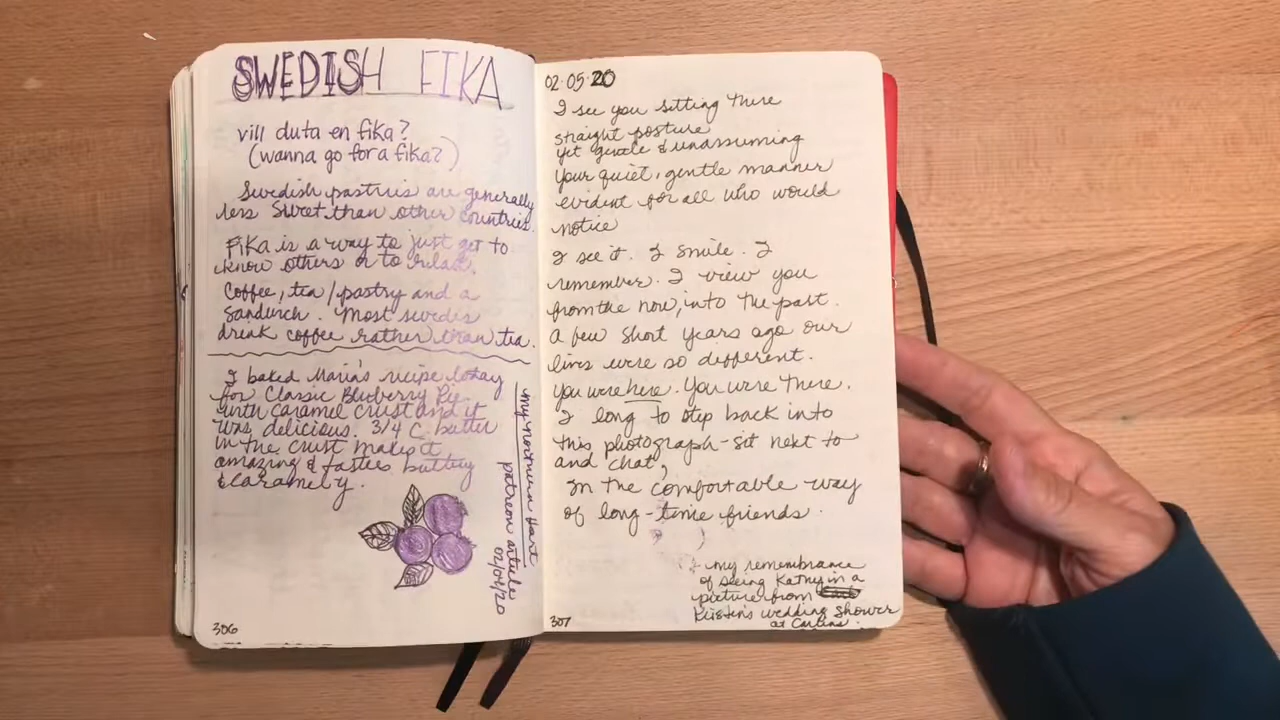 SWEDISH FIKA
vill du ta en fika?
(wanna go for a fika?)
Swedish pastries are generally
less sweet than other countries.
Fika is a way to just get to
know others or to relax.
Coffee, tea/pastry and a
sandwich. Most swedes
drink coffee rather than tea.
I baked Maria's recipe today
for Classic Blueberry Pie
with caramel crust and it
was delicious. 3/4 c. butter
in the crust makes it
amazing & tastes buttery
& caramely.
my northern Hart
patreon article
02/04/20
306
02.05.20
I see you sitting there
straight posture
yet gentle & unassuming
your quiet, gentle manner
evident for all who would
notice
I see it. I smile. I
remember. I view you
from the now, into the past.
A few short years ago our
lives were so different.
You were here. You were there.
I long to step back into
this photograph - sit next to
and chat,
In the comfortable way
of long-time friends.
my remembrance
of seeing Kathy in a
picture from
Kristin's wedding shower
at
307